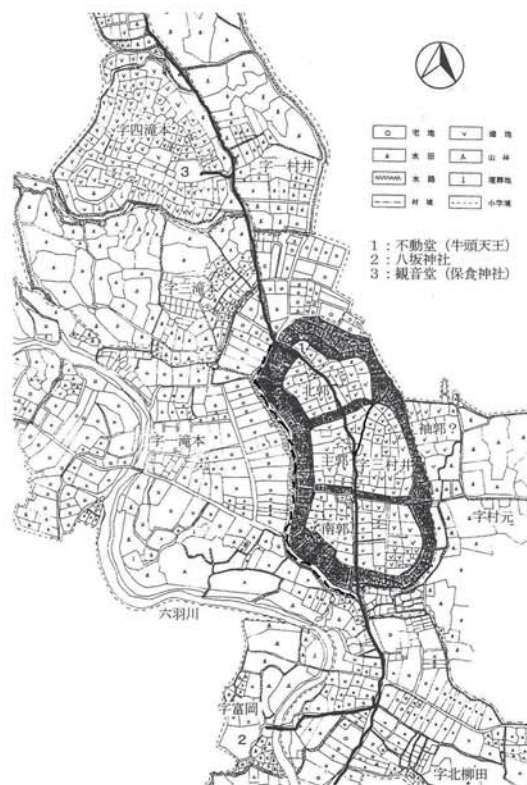 宅地
畑地
水田
山林
水路
埋葬地
村境
小字境
1：不動堂（牛頭天王）
2：八坂神社
3：観音堂（保食神社）
字四滝本
3
字一村井
字三滝本
北郭
袖郭？
主郭
字二村井
字一滝本
字村元
南郭
六羽川
字富岡
2
字北柳田